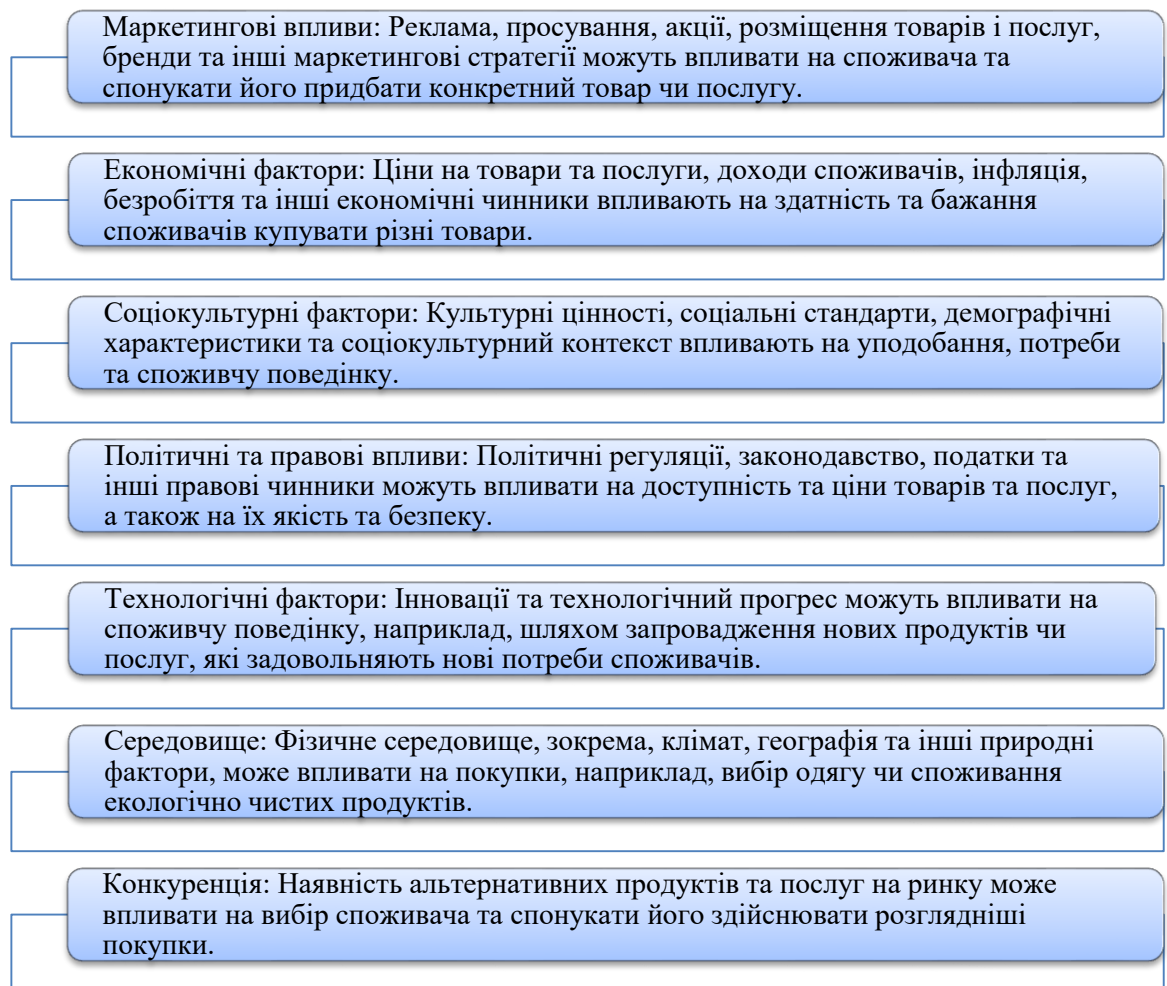 Маркетингові впливи: Реклама, просування, акції, розміщення товарів і послуг,
бренди та інші маркетингові стратегії можуть впливати на споживача та
спонукати його придбати конкретний товар чи послугу.
Економічні фактори: Ціни на товари та послуги, доходи споживачів, інфляція,
безробіття та інші економічні чинники впливають на здатність та бажання
споживачів купувати різні товари.
Соціокультурні фактори: Культурні цінності, соціальні стандарти, демографічні
характеристики та соціокультурний контекст впливають на уподобання, потреби
та споживчу поведінку.
Політичні та правові впливи: Політичні регуляції, законодавство, податки та
інші правові чинники можуть впливати на доступність та ціни товарів та послуг,
а також на їх якість та безпеку.
Технологічні фактори: Інновації та технологічний прогрес можуть впливати на
споживчу поведінку, наприклад, шляхом запровадження нових продуктів чи
послуг, які задовольняють нові потреби споживачів.
Середовище: Фізичне середовище, зокрема, клімат, географія та інші природні
фактори, може впливати на покупки, наприклад, вибір одягу чи споживання
екологічно чистих продуктів.
Конкуренція: Наявність альтернативних продуктів та послуг на ринку може
впливати на вибір споживача та спонукати його здійснювати розглядніші
покупки.